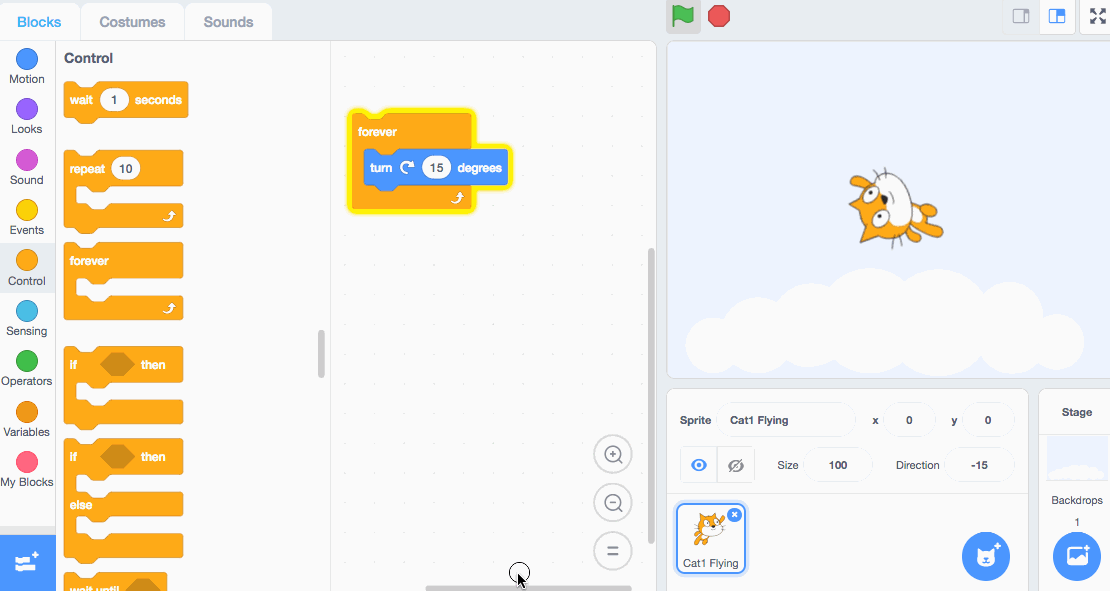 Blocks
Costumes
Sounds
Motion
Looks
Sound
Events
Control
Sensing
Operators
Variables
My Blocks
Control
wait 1 seconds
repeat 10
forever
if then
if then
else
wait until
forever
turn 15 degrees
Sprite Cat1 Flying x 0 y 0
Size 100 Direction -15
Cat1 Flying
Stage
Backdrops
1